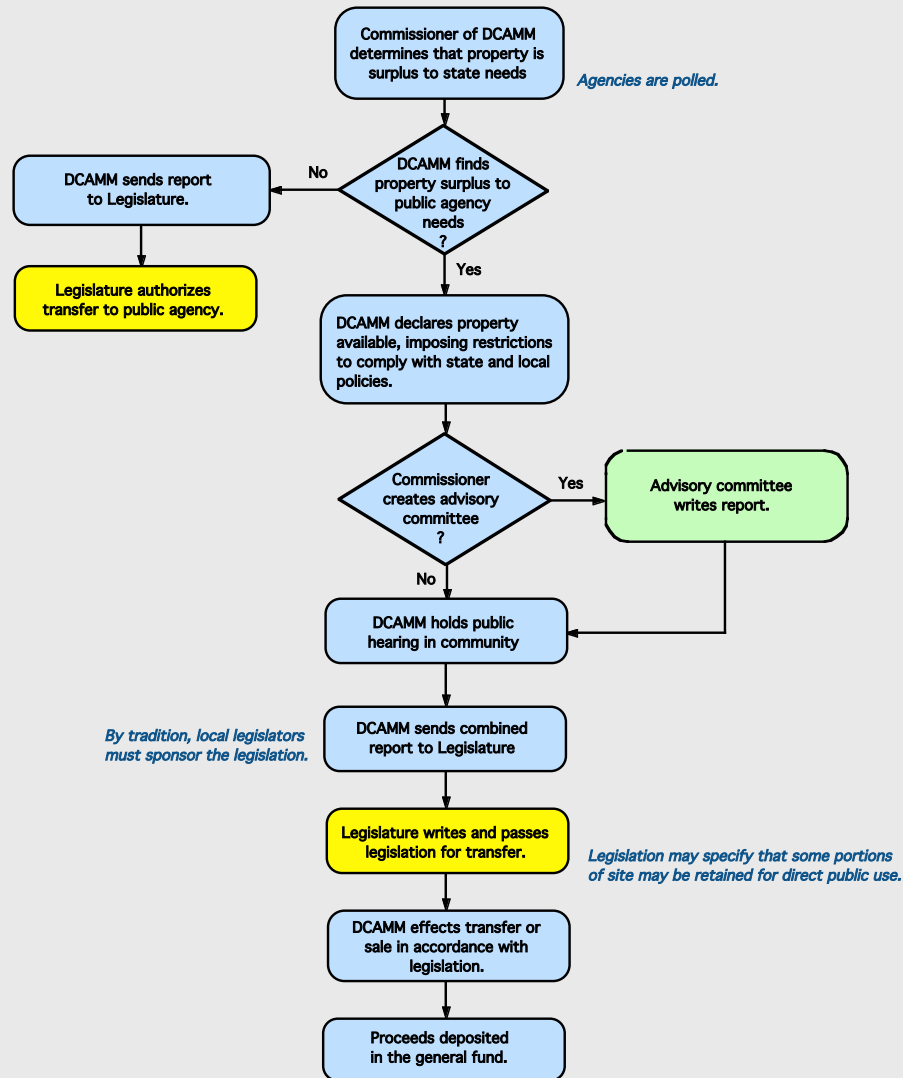 Commissioner of DCAMM
determines that property is
surplus to state needs
Agencies are polled.
DCAMM finds
property surplus to
public agency
needs
?
No
DCAMM sends report
to Legislature.
Legislature authorizes
transfer to public agency.
Yes
DCAMM declares property
available, imposing restrictions
to comply with state and local
policies.
Commissioner
creates advisory
committee
?
Yes
Advisory committee
writes report.
No
DCAMM holds public
hearing in community
By tradition, local legislators
must sponsor the legislation.
DCAMM sends combined
report to Legislature
Legislature writes and passes
legislation for transfer.
Legislation may specify that some portions
of site may be retained for direct public use.
DCAMM effects transfer or
sale in accordance with
legislation.
Proceeds deposited
in the general fund.